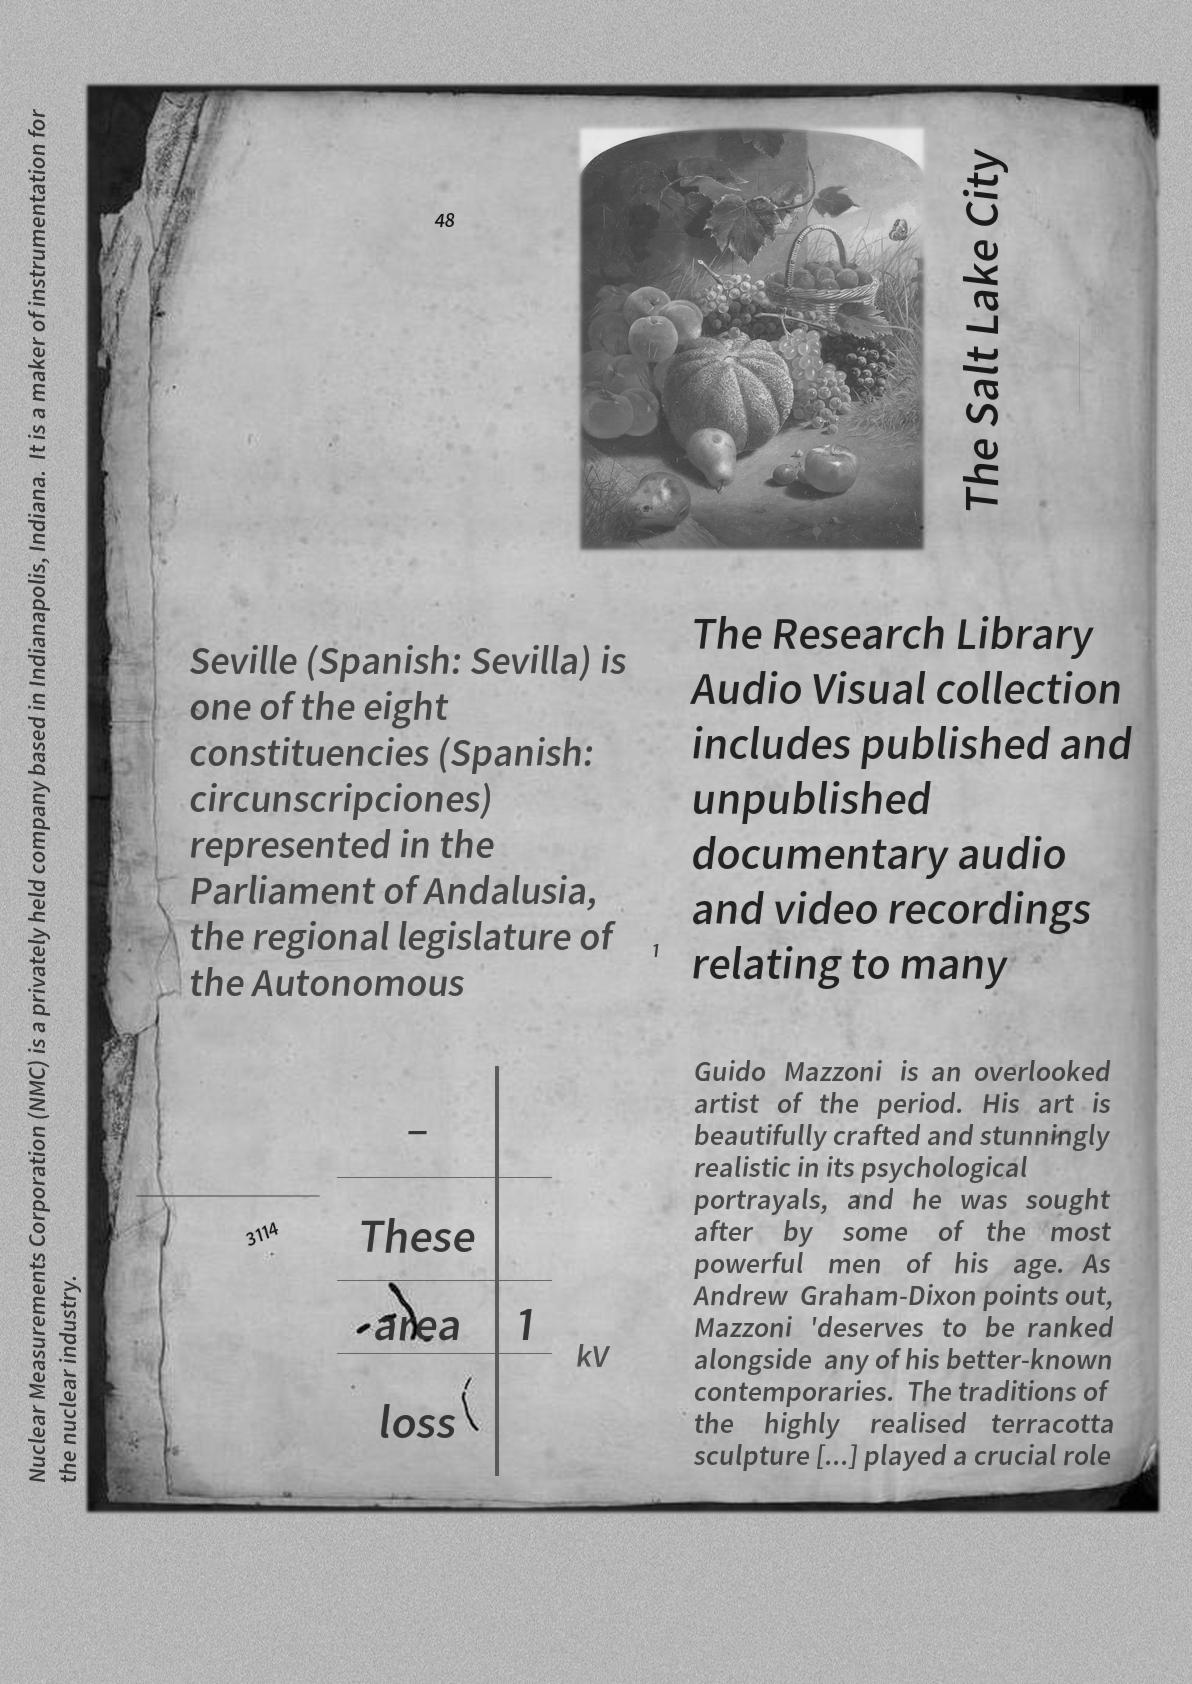 Nuclear Measurements Corporation (NMC) is a privately held company based in Indianapolis, Indiana. It is a maker of instrumentation for
the nuclear industry.
48
The Salt Lake City
Seville (Spanish: Sevilla) is
one of the eight
constituencies (Spanish:
circunscripciones)
represented in the
Parliament of Andalusia,
the regional legislature of
the Autonomous
1
The Research Library
Audio Visual collection
includes published and
unpublished
documentary audio
and video recordings
relating to many
–
These
area 1
loss
kV
3114
Guido Mazzoni is an overlooked
artist of the period. His art is
beautifully crafted and stunningly
realistic in its psychological
portrayals, and he was sought
after by some of the most
powerful men of his age. As
Andrew Graham-Dixon points out,
Mazzoni 'deserves to be ranked
alongside any of his better-known
contemporaries. The traditions of
the highly realised terracotta
sculpture [...] played a crucial role